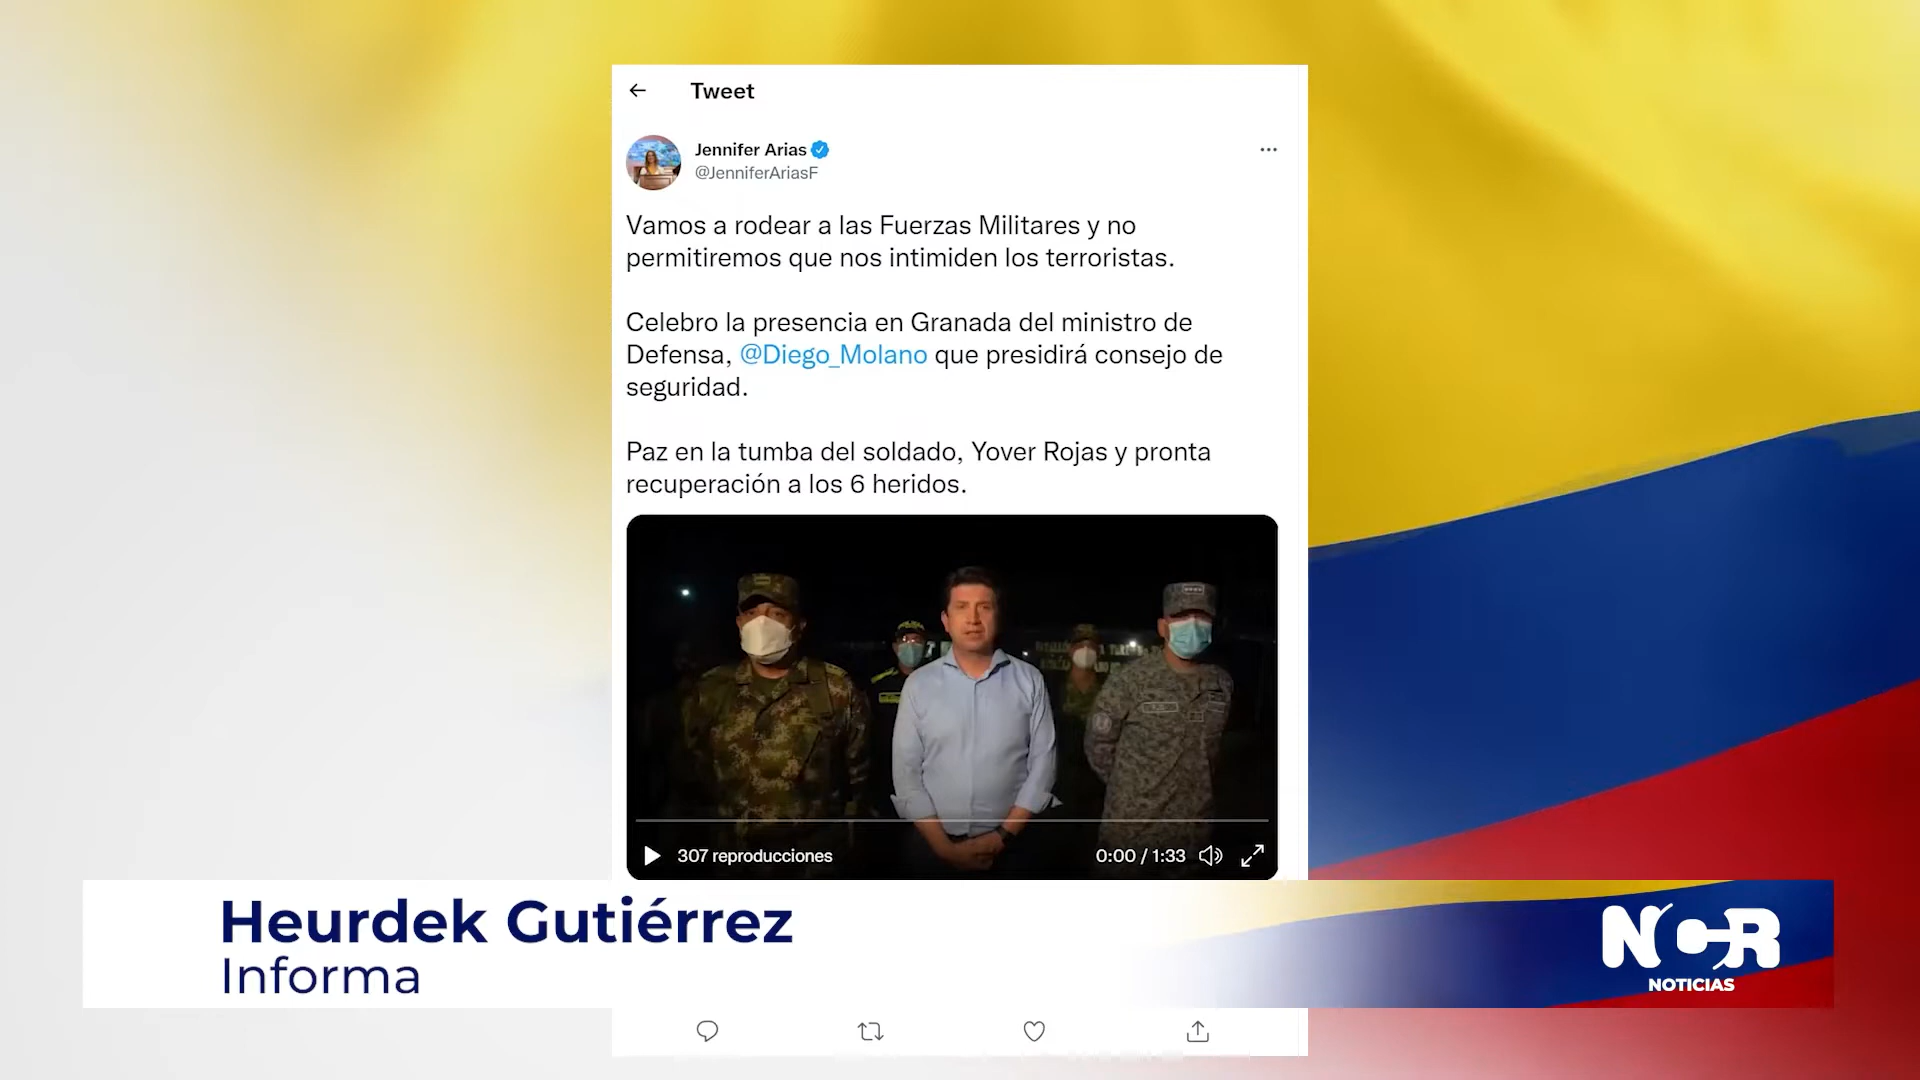 Tweet
Jennifer Arias
@JenniferAriasF
Vamos a rodear a las Fuerzas Militares y no
permitiremos que nos intimiden los terroristas.
Celebro la presencia en Granada del ministro de
Defensa, @Diego_Molano que presidirá consejo de
seguridad.
Paz en la tumba del soldado, Yover Rojas y pronta
recuperación a los 6 heridos.
307 reproducciones
0:00 / 1:33
Heurdek Gutiérrez
Informa
NCR
NOTICIAS